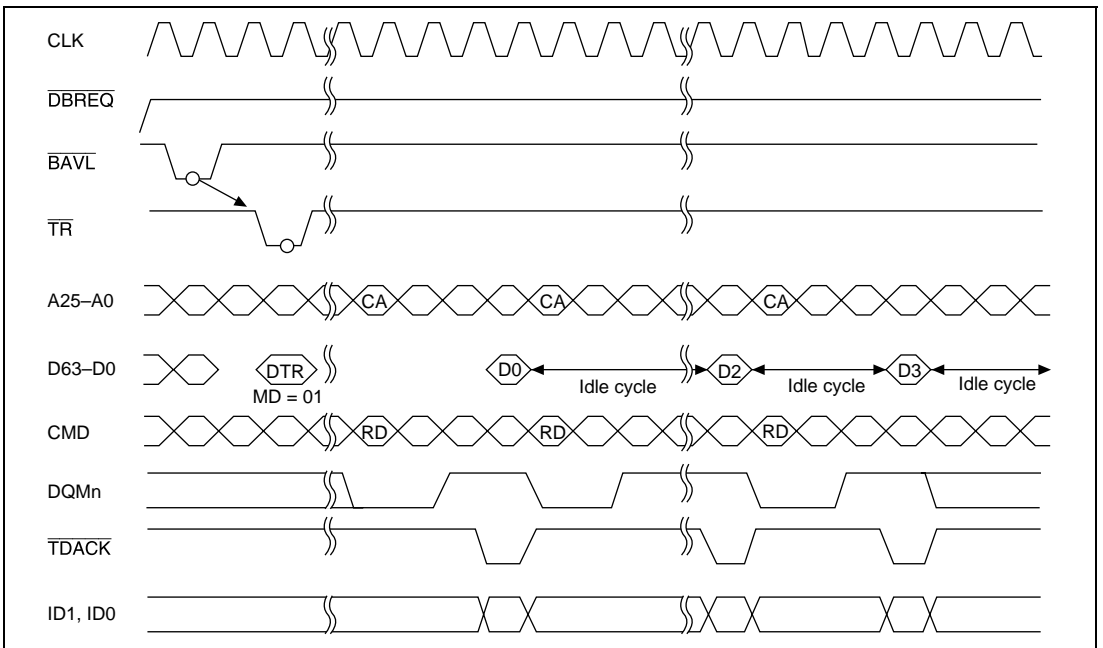 CLK
DBREQ
BAVL
TR
A25–A0 CA CA CA
D63–D0 DTR D0 Idle cycle D2 Idle cycle D3 Idle cycle
MD = 01
CMD RD RD RD
DQMn
TDACK
ID1, ID0